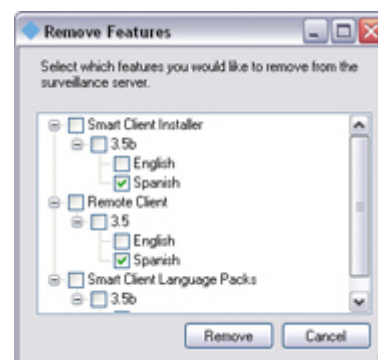 Remove Features
Select which features you would like to remove from the
surveillance server.
Smart Client Installer
3.5b
English
Spanish
Remote Client
3.5
English
Spanish
Smart Client Language Packs
3.5b
Remove
Cancel